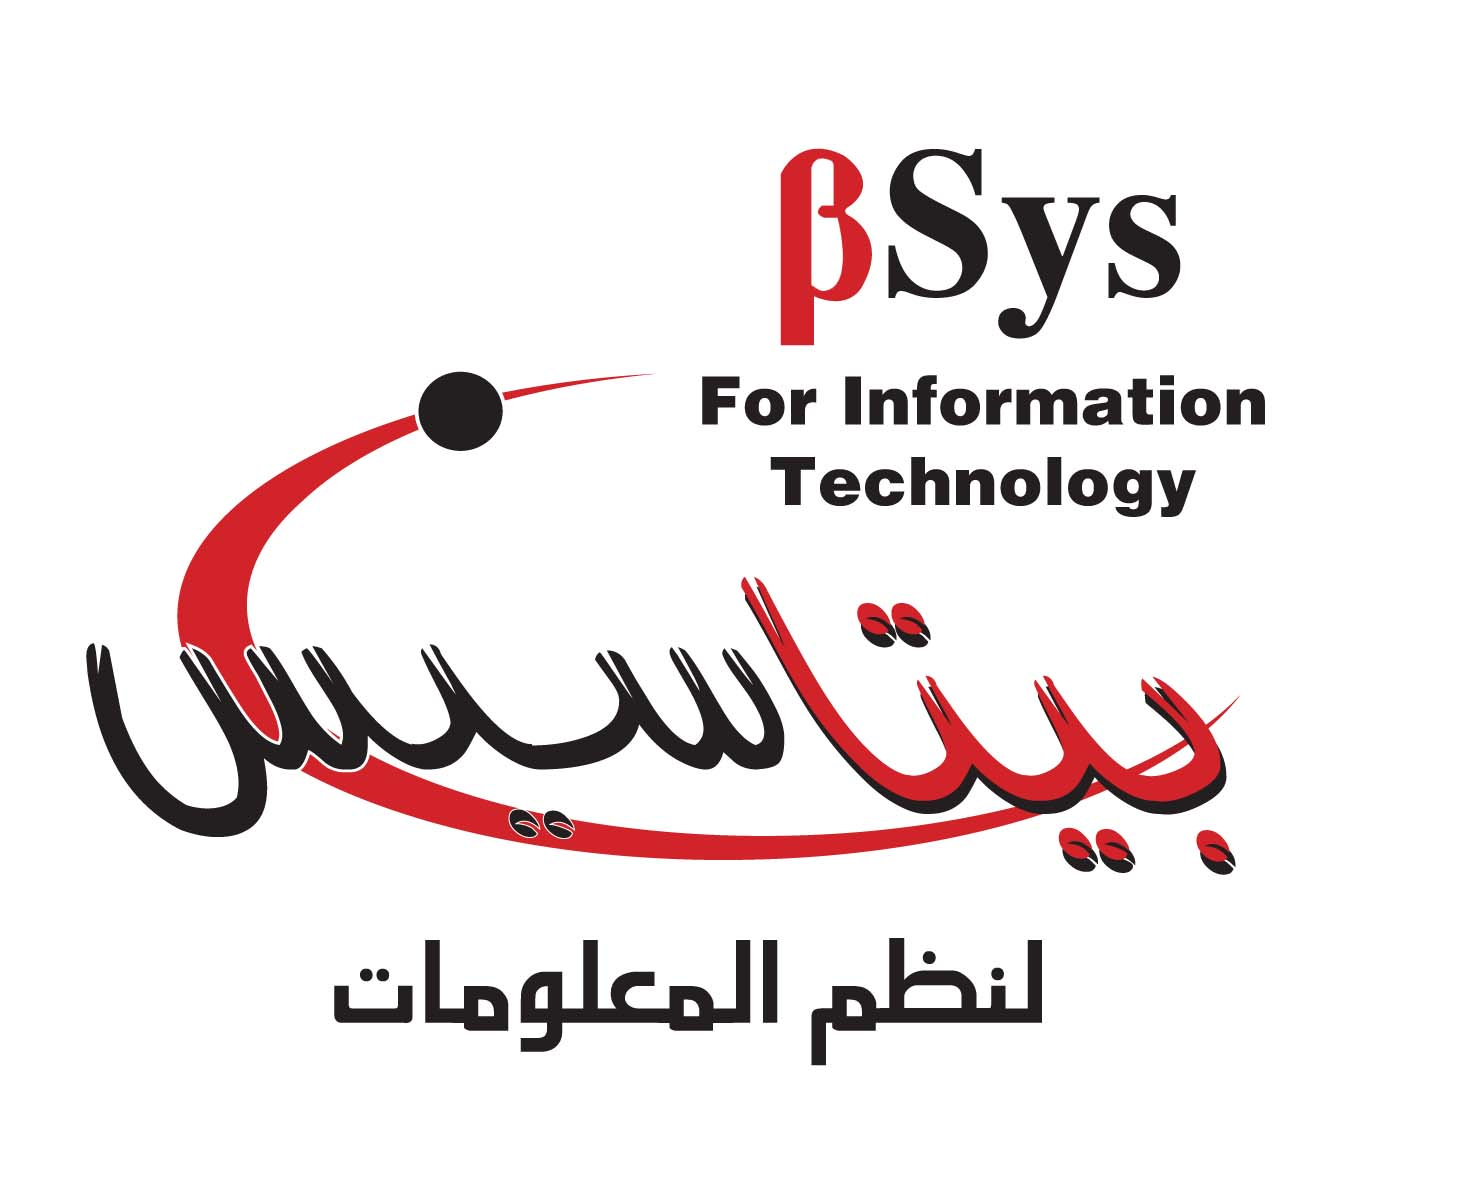 βSys
For Information
Technology
بيتاسيس
لنظم المعلومات